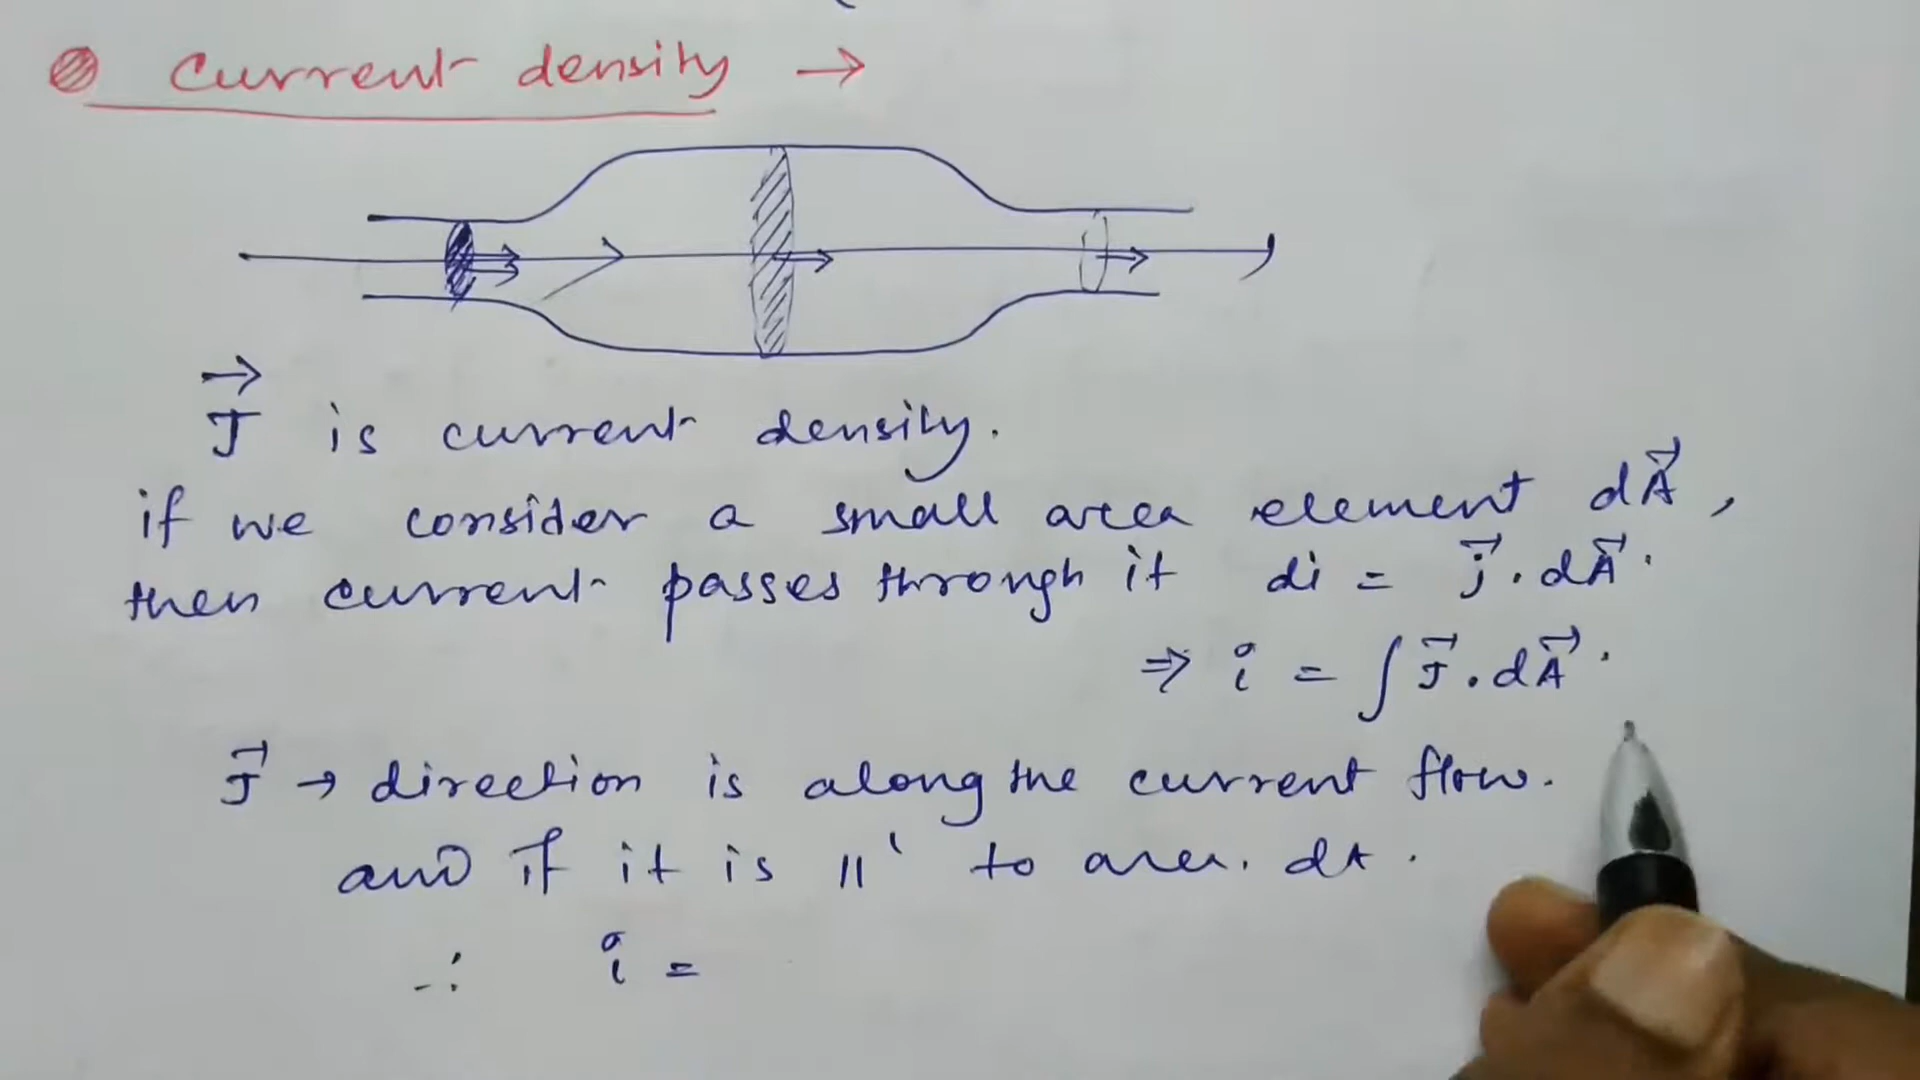 Current density →
J⃗ is current density.
if we consider a small area element dA⃗ ,
then current passes through it di = j⃗ . dA⃗ .
⇒ i = ∫ J⃗ . dA⃗ .
J⃗ → direction is along the current flow.
and if it is 11' to area. dA .
∴ i =